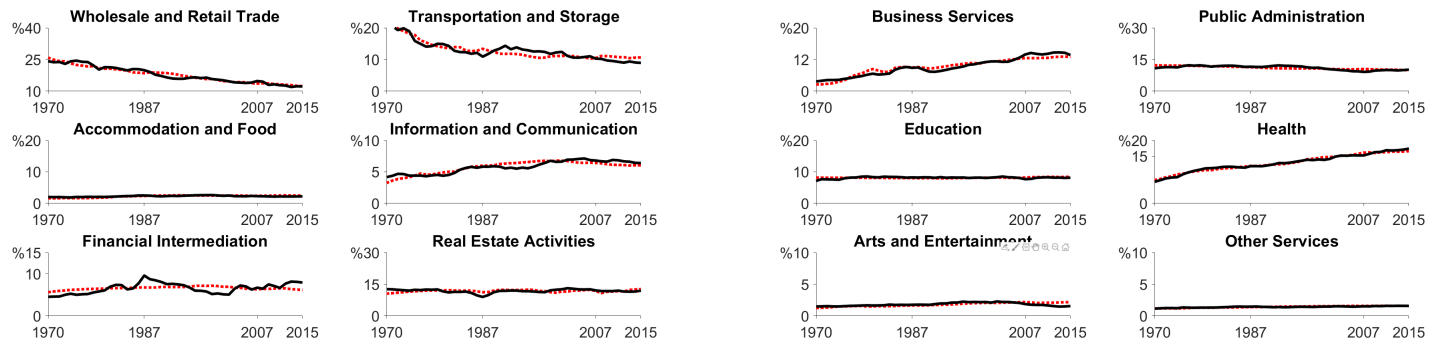 Wholesale and Retail Trade
%40
25
10
1970 1987 2007 2015
Transportation and Storage
%20
10
0
1970 1987 2007 2015
Business Services
%20
12
0
1970 1987 2007 2015
Public Administration
%30
15
0
1970 1987 2007 2015
Accommodation and Food
%20
10
0
1970 1987 2007 2015
Information and Communication
%10
5
0
1970 1987 2007 2015
Education
%20
10
0
1970 1987 2007 2015
Health
%20
15
0
1970 1987 2007 2015
Financial Intermediation
%15
10
0
1970 1987 2007 2015
Real Estate Activities
%30
15
0
1970 1987 2007 2015
Arts and Entertainment
%10
0
1970 1987 2007 2015
Other Services
%10
0
1970 1987 2007 2015